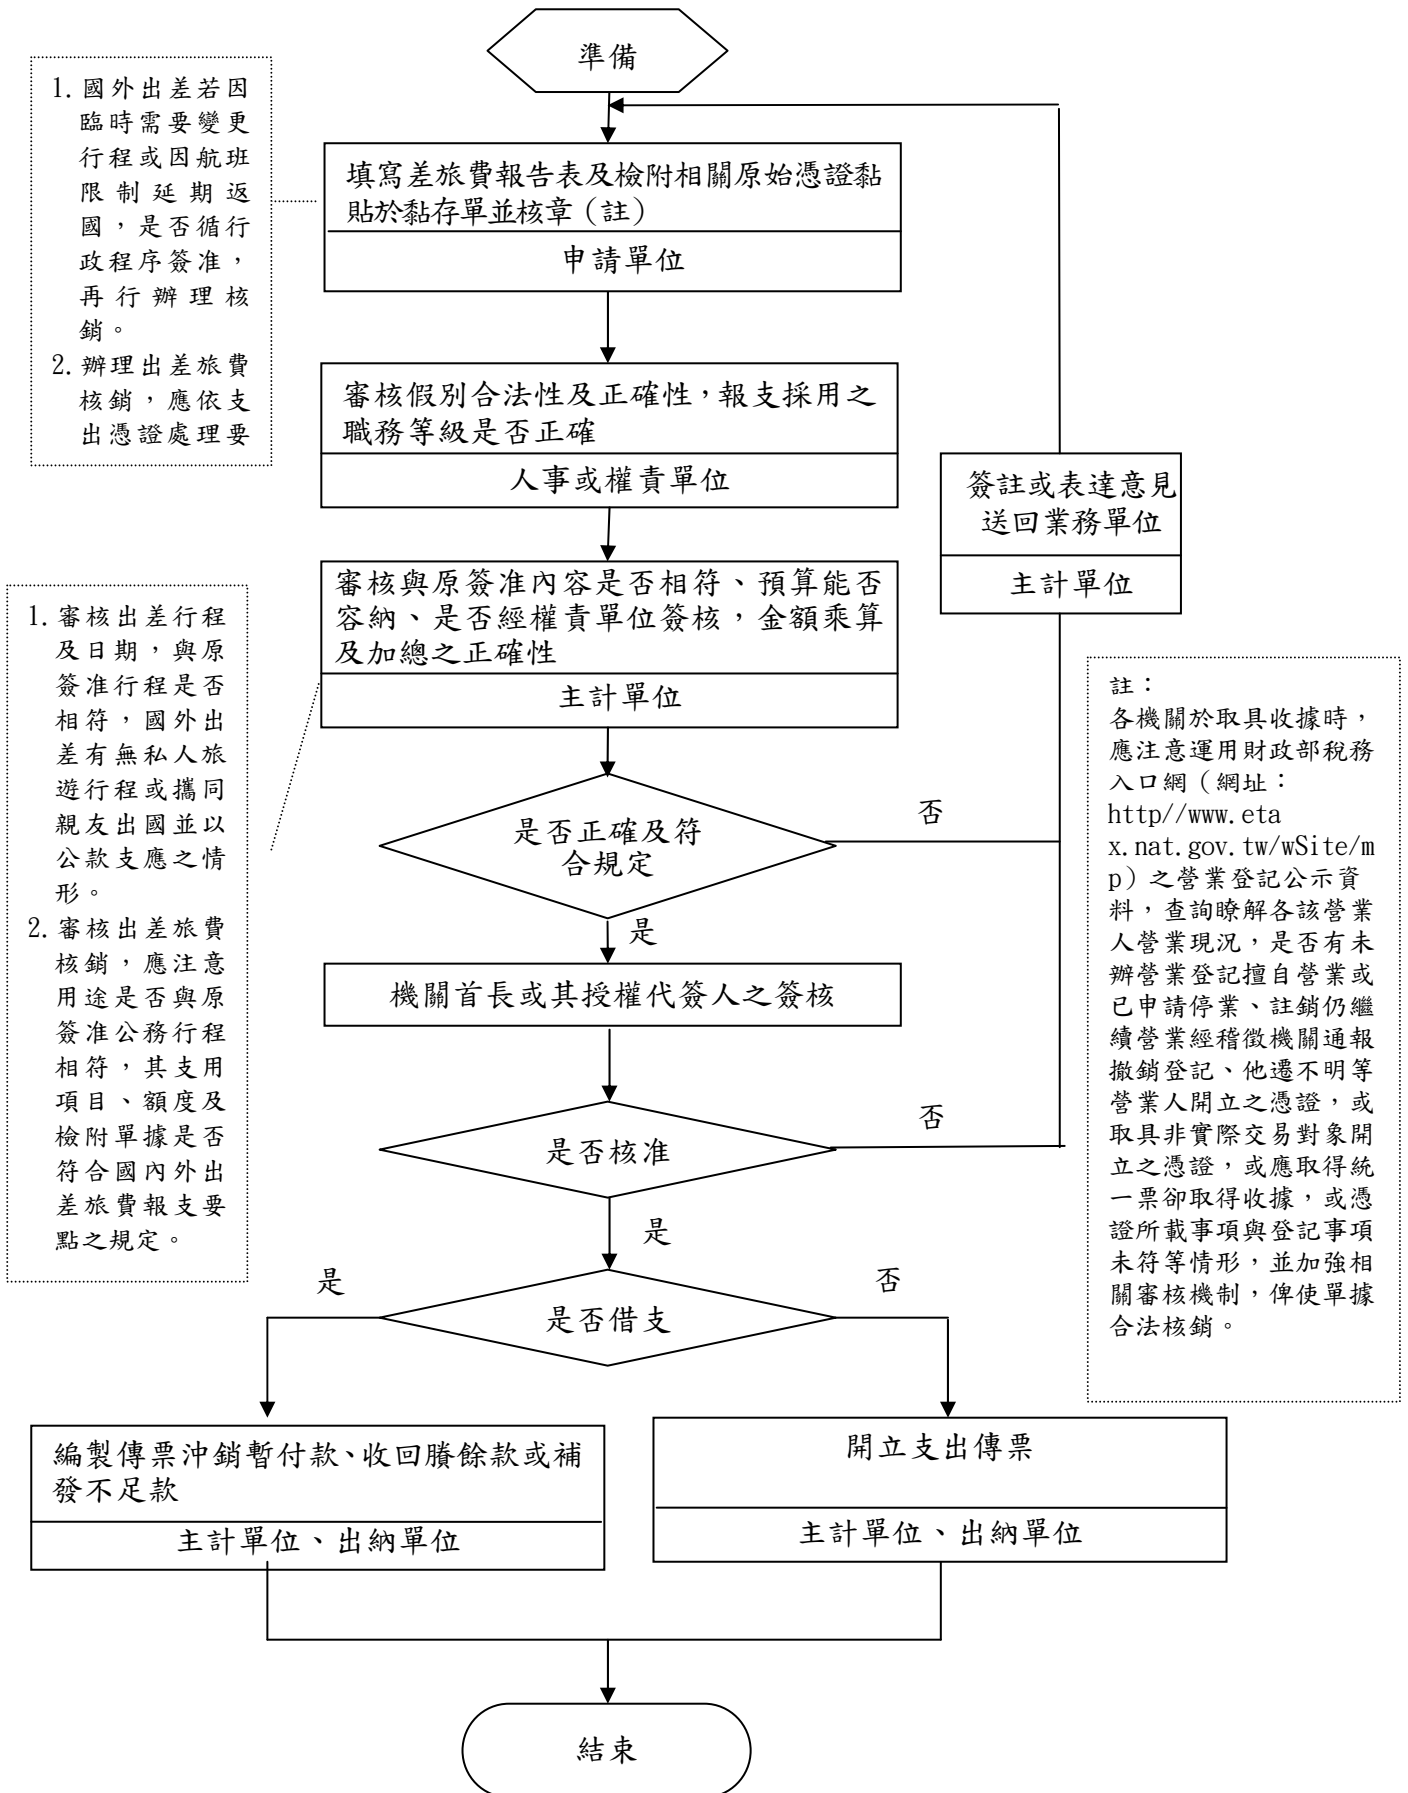 準備
1. 國外出差若因
臨時需要變更
行程或因航班
限制延期返
國，是否循行
政程序簽准，
再行辦理核
銷。
2. 辦理出差旅費
核銷，應依支
出憑證處理要
填寫差旅費報告表及檢附相關原始憑證黏
貼於黏存單並核章（註）
申請單位
審核假別合法性及正確性，報支採用之
職務等級是否正確
人事或權責單位
簽註或表達意見
送回業務單位
主計單位
審核與原簽准內容是否相符、預算能否
容納、是否經權責單位簽核，金額乘算
及加總之正確性
主計單位
1. 審核出差行程
及日期，與原
簽准行程是否
相符，國外出
差有無私人旅
遊行程或攜同
親友出國並以
公款支應之情
形。
2. 審核出差旅費
核銷，應注意
用途是否與原
簽准公務行程
相符，其支用
項目、額度及
檢附單據是否
符合國內外出
差旅費報支要
點之規定。
是否正確及符
合規定
否
是
機關首長或其授權代簽人之簽核
是否核准
否
是
是否借支
是
否
註：
各機關於取具收據時，
應注意運用財政部稅務
入口網（網址：
http//www.eta
x.nat.gov.tw/wSite/m
p）之營業登記公示資
料，查詢瞭解各該營業
人營業現況，是否有未
辦營業登記擅自營業或
已申請停業、註銷仍繼
續營業經稽徵機關通報
撤銷登記、他遷不明等
營業人開立之憑證，或
取具非實際交易對象開
立之憑證，或應取得統
一票卻取得收據，或憑
證所載事項與登記事項
未符等情形，並加強相
關審核機制，俾使單據
合法核銷。
編製傳票沖銷暫付款、收回賸餘款或補
發不足款
主計單位、出納單位
開立支出傳票
主計單位、出納單位
結束